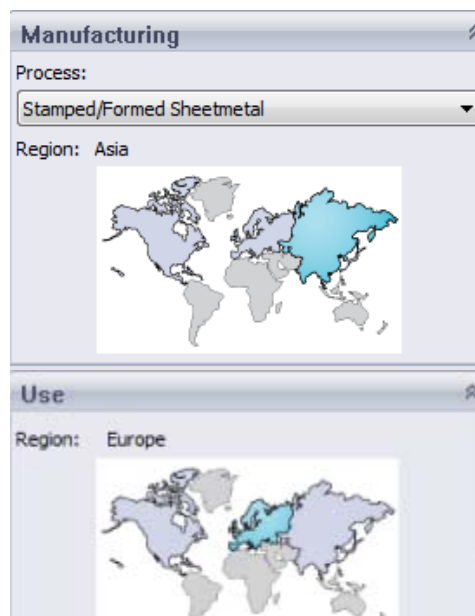 Manufacturing
Process:
Stamped/Formed Sheetmetal
Region: Asia
Use
Region: Europe